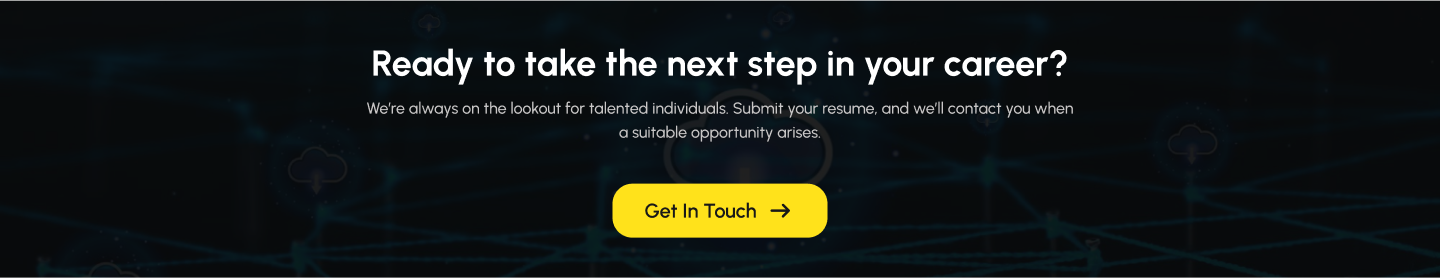 Ready to take the next step in your career?
We’re always on the lookout for talented individuals. Submit your resume, and we’ll contact you when
a suitable opportunity arises.
Get In Touch →